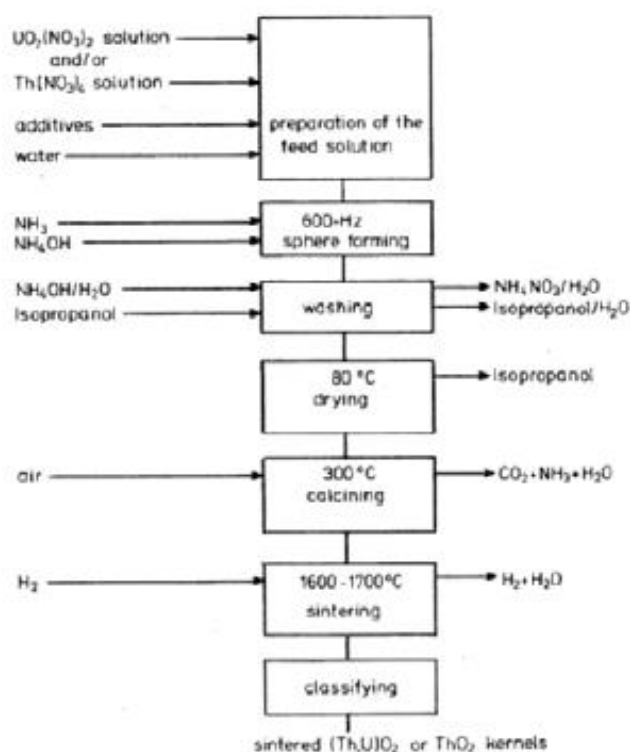 UO₂(NO₃)₂ solution
and/or
Th(NO₃)₄ solution
additives
water
preparation of the
feed solution
NH₃
NH₄OH
600-Hz
sphere forming
NH₄OH/H₂O
Isopropanol
washing
NH₄NO₃/H₂O
Isopropanol/H₂O
80 °C
drying
Isopropanol
air
300°C
calcining
CO₂+NH₃+H₂O
H₂
1600-1700°C
sintering
H₂+H₂O
classifying
sintered (Th,U)O₂ or ThO₂ kernels